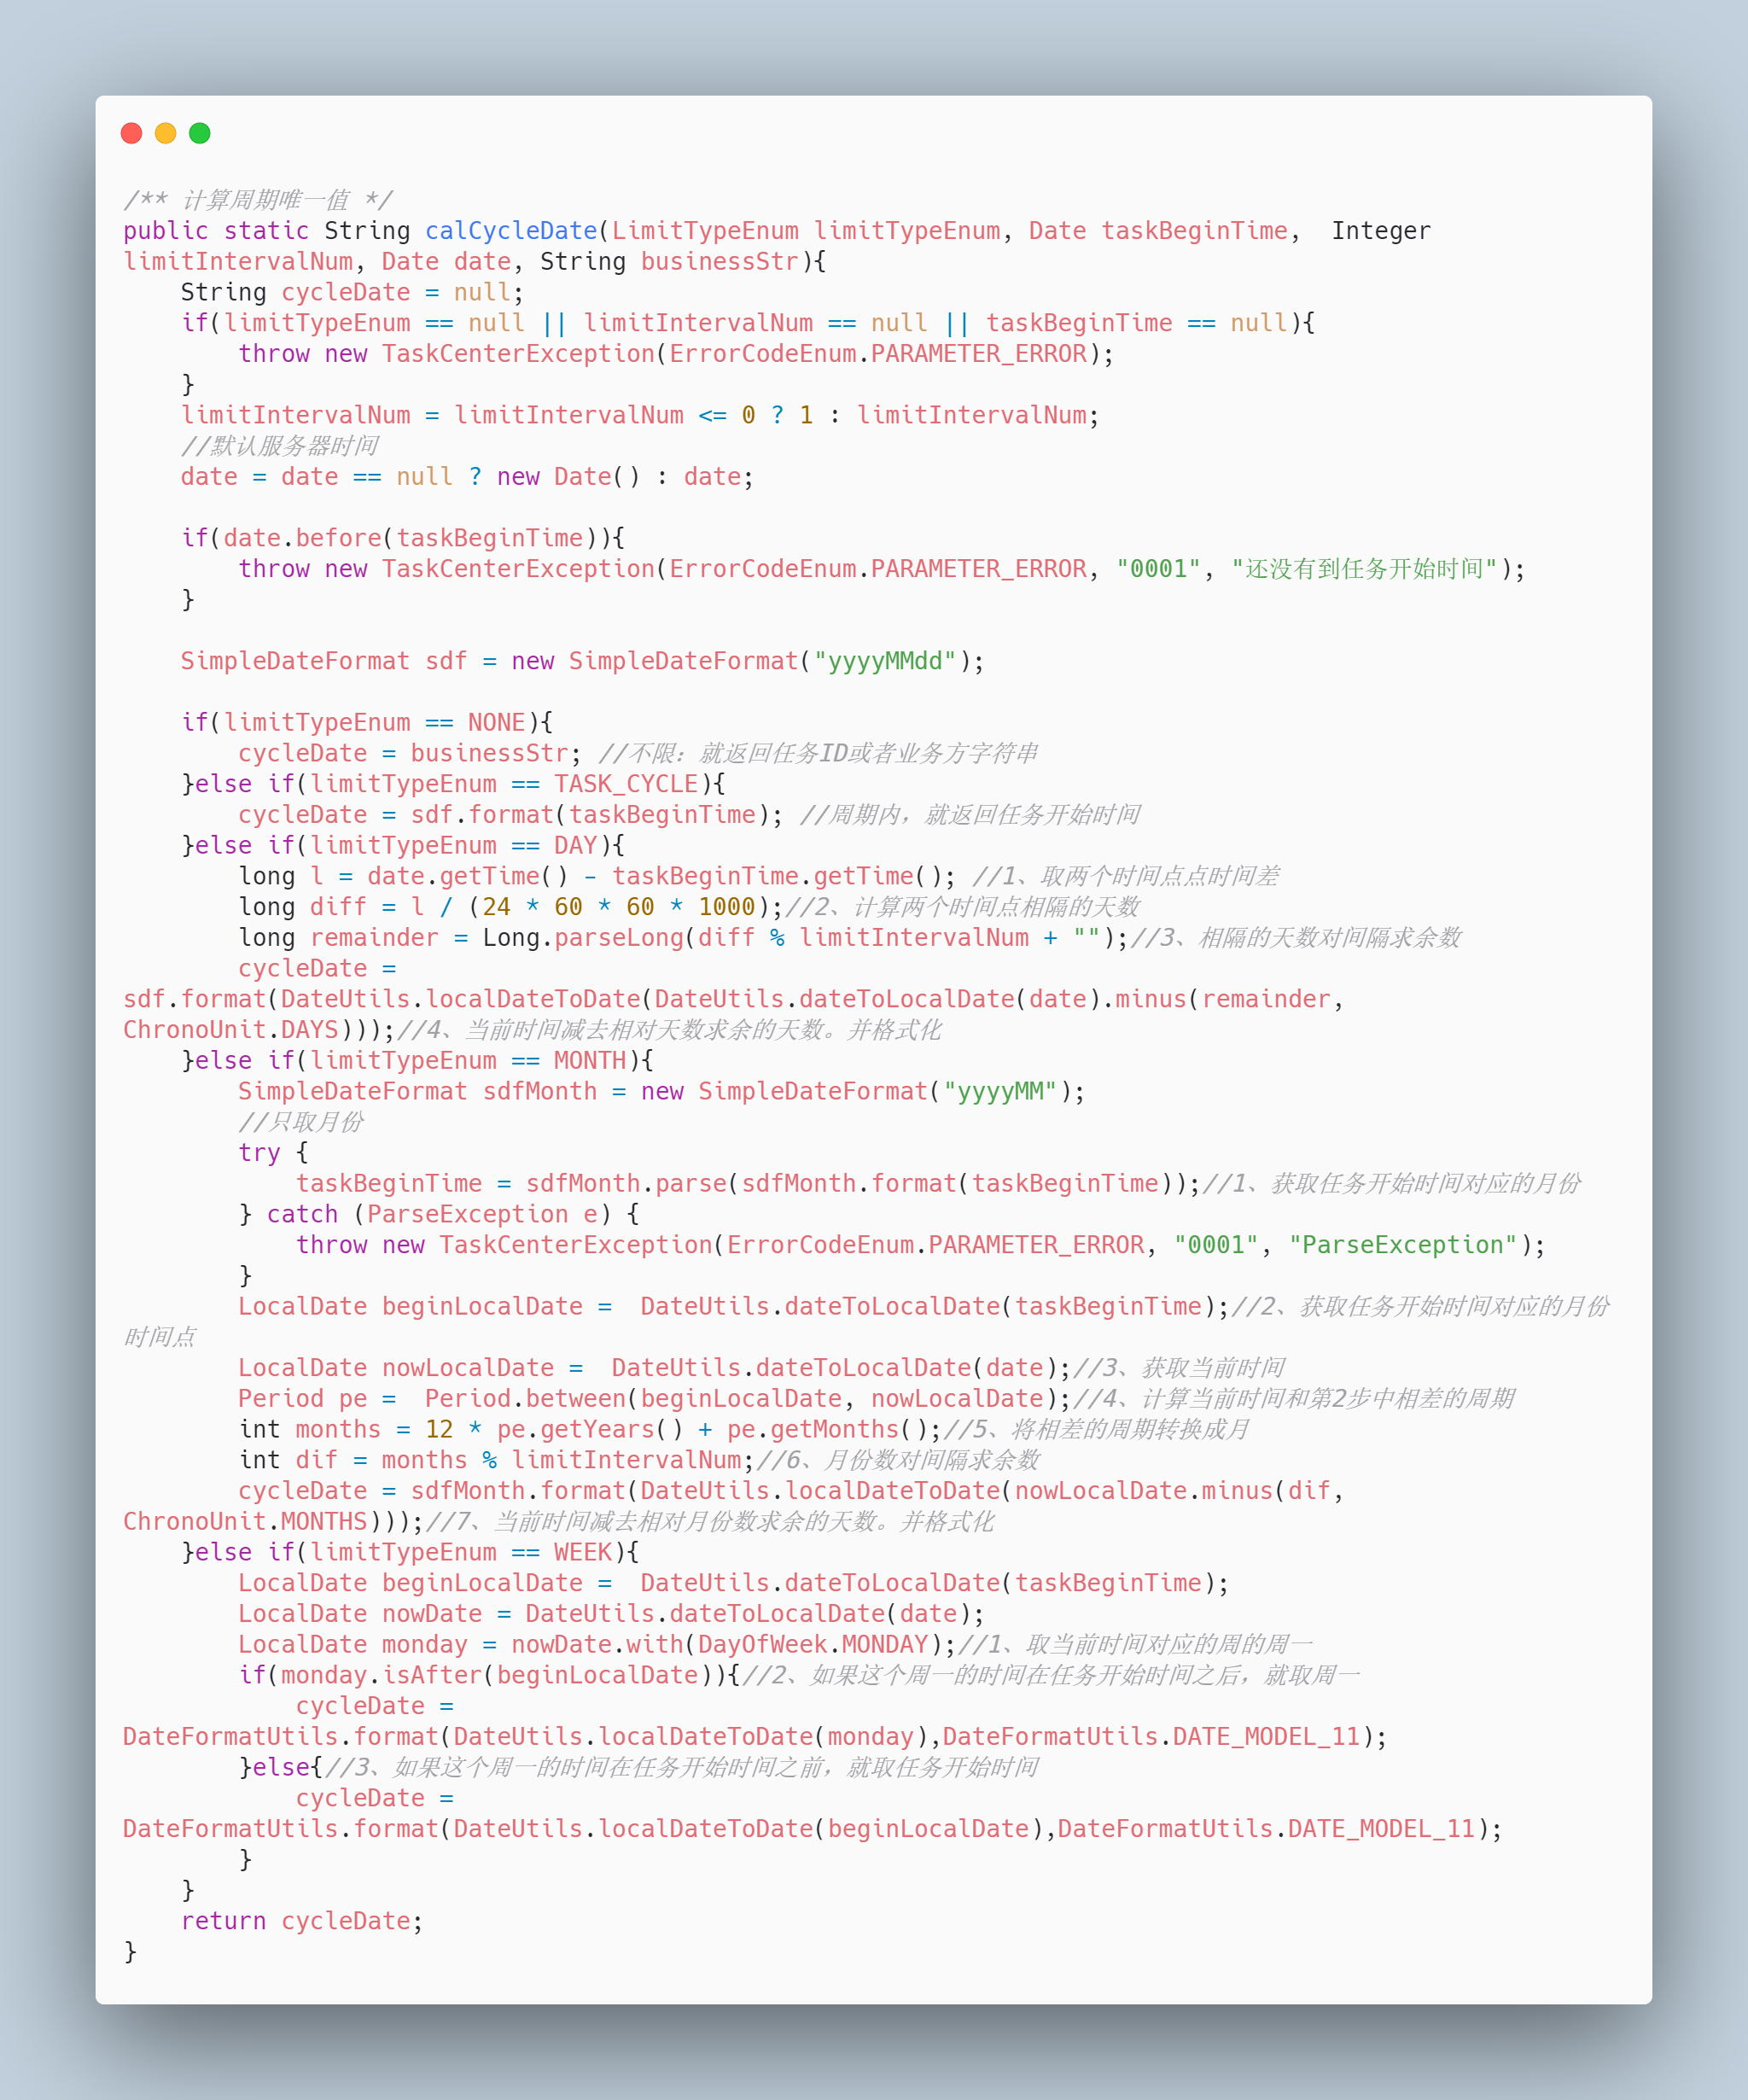 /** 计算周期唯一值 */
public static String calCycleDate(LimitTypeEnum limitTypeEnum, Date taskBeginTime,  Integer
limitIntervalNum, Date date, String businessStr){
    String cycleDate = null;
    if(limitTypeEnum == null || limitIntervalNum == null || taskBeginTime == null){
        throw new TaskCenterException(ErrorCodeEnum.PARAMETER_ERROR);
    }
    limitIntervalNum = limitIntervalNum <= 0 ? 1 : limitIntervalNum;
    //默认服务器时间
    date = date == null ? new Date() : date;

    if(date.before(taskBeginTime)){
        throw new TaskCenterException(ErrorCodeEnum.PARAMETER_ERROR, "0001", "还没有到任务开始时间");
    }

    SimpleDateFormat sdf = new SimpleDateFormat("yyyyMMdd");

    if(limitTypeEnum == NONE){
        cycleDate = businessStr; //不限：就返回任务ID或者业务方字符串
    }else if(limitTypeEnum == TASK_CYCLE){
        cycleDate = sdf.format(taskBeginTime); //周期内，就返回任务开始时间
    }else if(limitTypeEnum == DAY){
        long l = date.getTime() - taskBeginTime.getTime(); //1、取两个时间点点时间差
        long diff = l / (24 * 60 * 60 * 1000);//2、计算两个时间点相隔的天数
        long remainder = Long.parseLong(diff % limitIntervalNum + "");//3、相隔的天数对间隔求余数
        cycleDate =
sdf.format(DateUtils.localDateToDate(DateUtils.dateToLocalDate(date).minus(remainder,
ChronoUnit.DAYS)));//4、当前时间减去相对天数求余的天数。并格式化
    }else if(limitTypeEnum == MONTH){
        SimpleDateFormat sdfMonth = new SimpleDateFormat("yyyyMM");
        //只取月份
        try {
            taskBeginTime = sdfMonth.parse(sdfMonth.format(taskBeginTime));//1、获取任务开始时间对应的月份
        } catch (ParseException e) {
            throw new TaskCenterException(ErrorCodeEnum.PARAMETER_ERROR, "0001", "ParseException");
        }
        LocalDate beginLocalDate =  DateUtils.dateToLocalDate(taskBeginTime);//2、获取任务开始时间对应的月份
时间点
        LocalDate nowLocalDate =  DateUtils.dateToLocalDate(date);//3、获取当前时间
        Period pe =  Period.between(beginLocalDate, nowLocalDate);//4、计算当前时间和第2步中相差的周期
        int months = 12 * pe.getYears() + pe.getMonths();//5、将相差的周期转换成月
        int dif = months % limitIntervalNum;//6、月份数对间隔求余数
        cycleDate = sdfMonth.format(DateUtils.localDateToDate(nowLocalDate.minus(dif,
ChronoUnit.MONTHS)));//7、当前时间减去相对月份数求余的天数。并格式化
    }else if(limitTypeEnum == WEEK){
        LocalDate beginLocalDate =  DateUtils.dateToLocalDate(taskBeginTime);
        LocalDate nowDate = DateUtils.dateToLocalDate(date);
        LocalDate monday = nowDate.with(DayOfWeek.MONDAY);//1、取当前时间对应的周的周一
        if(monday.isAfter(beginLocalDate)){//2、如果这个周一的时间在任务开始时间之后，就取周一
            cycleDate =
DateFormatUtils.format(DateUtils.localDateToDate(monday),DateFormatUtils.DATE_MODEL_11);
        }else{//3、如果这个周一的时间在任务开始时间之前，就取任务开始时间
            cycleDate =
DateFormatUtils.format(DateUtils.localDateToDate(beginLocalDate),DateFormatUtils.DATE_MODEL_11);
        }
    }
    return cycleDate;
}